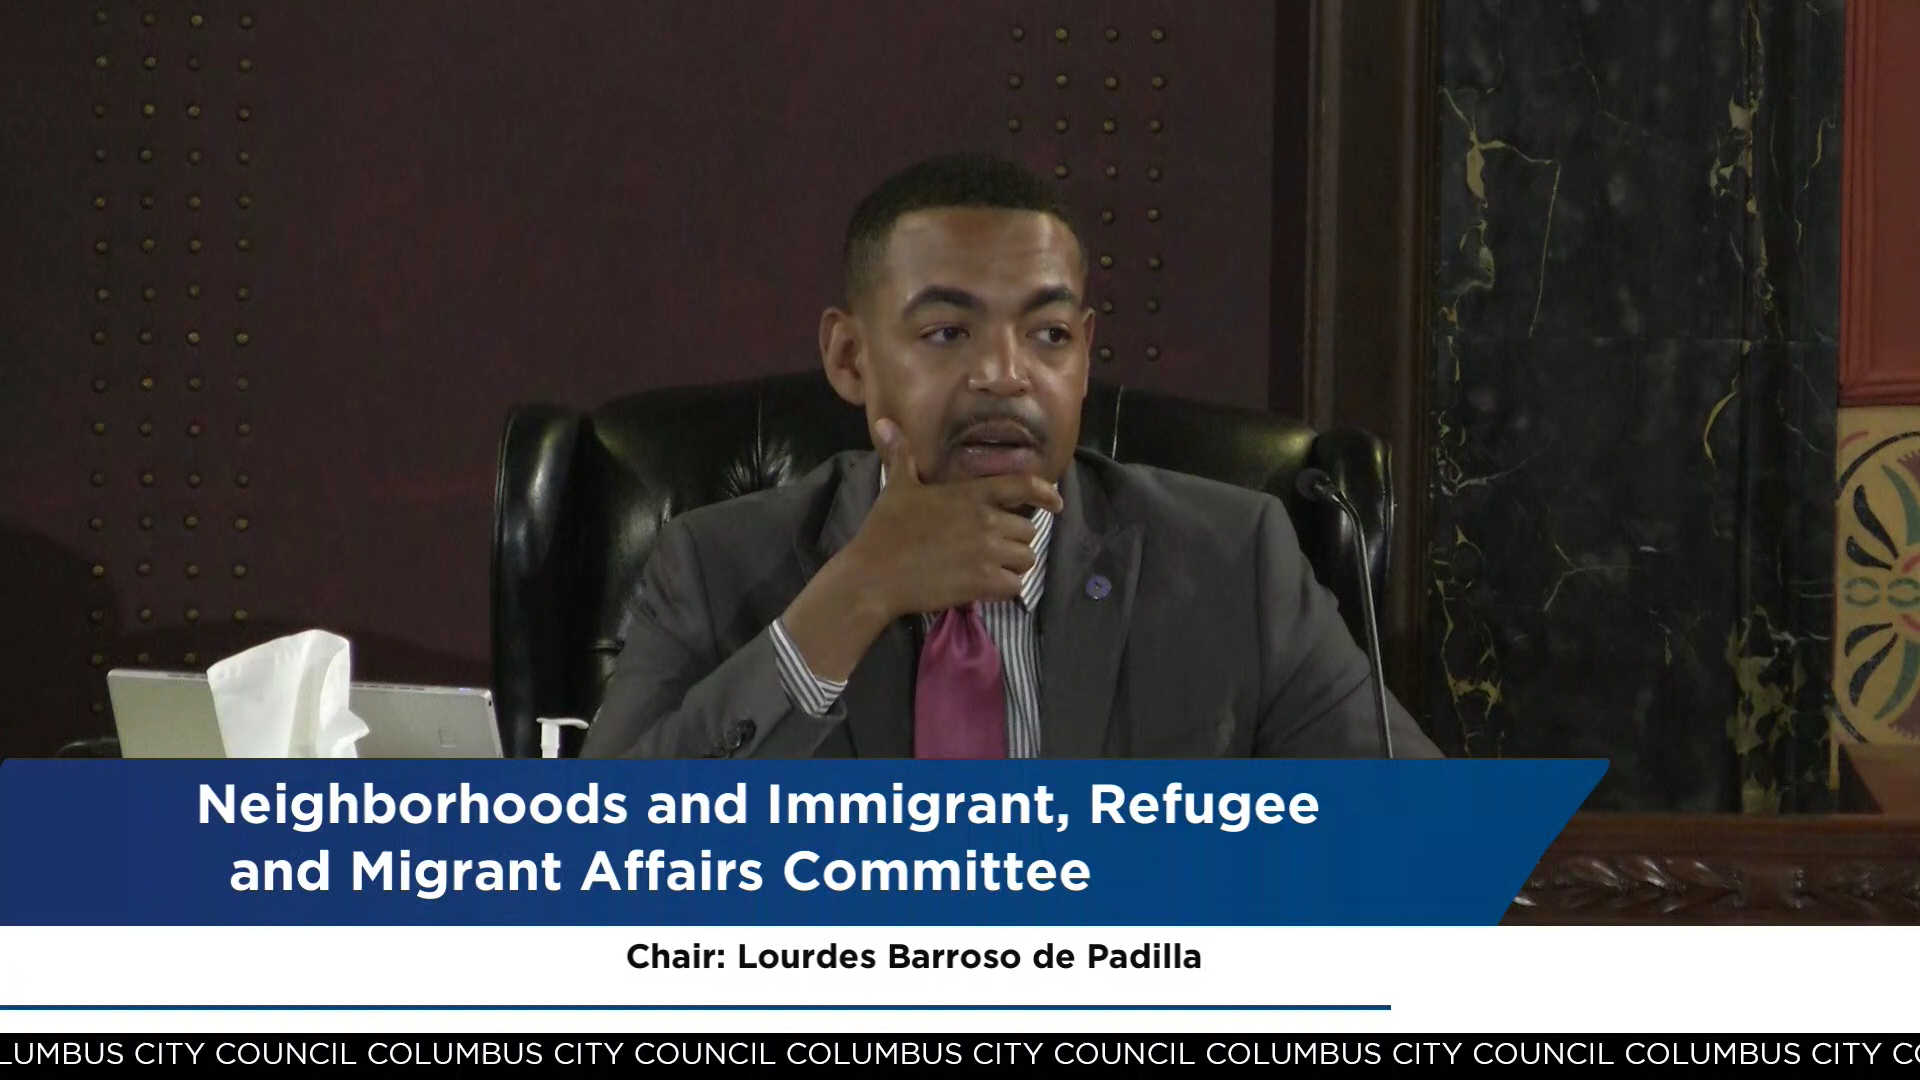 Neighborhoods and Immigrant, Refugee
and Migrant Affairs Committee
Chair: Lourdes Barroso de Padilla
LUMBUS CITY COUNCIL COLUMBUS CITY COUNCIL COLUMBUS CITY COUNCIL COLUMBUS CITY COUNCIL COLUMBUS CITY